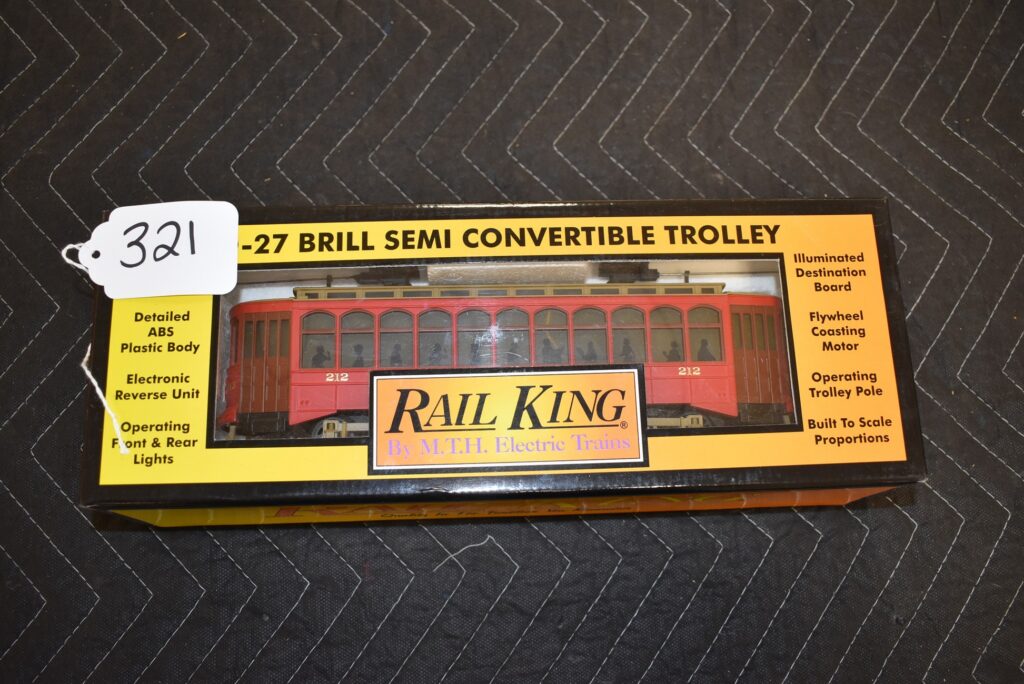 321
-27 BRILL SEMI CONVERTIBLE TROLLEY
Detailed
ABS
Plastic Body
Electronic
Reverse Unit
Operating
Front & Rear
Lights
212
212
RAIL KING®
By M.T.H. Electric Trains
Illuminated
Destination
Board
Flywheel
Coasting
Motor
Operating
Trolley Pole
Built To Scale
Proportions